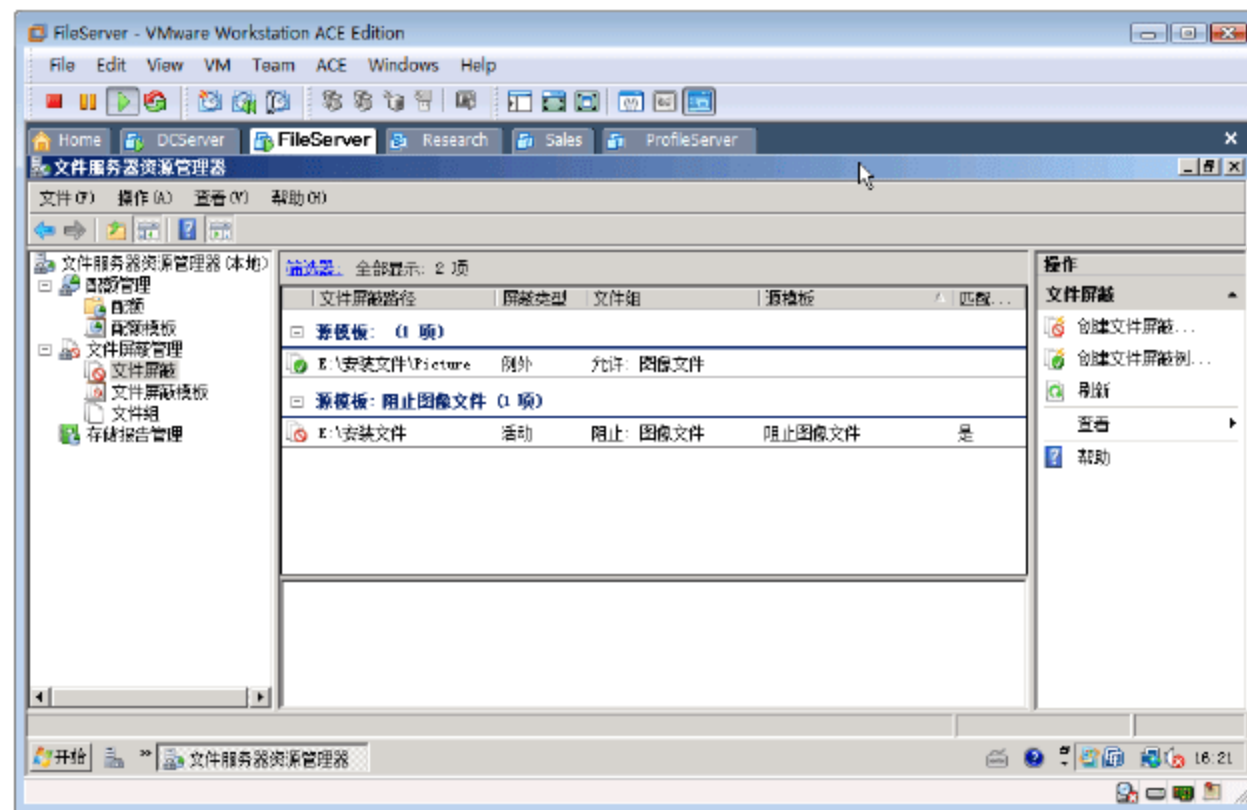 FileServer - VMware Workstation ACE Edition
File Edit View VM Team ACE Windows Help
Home DCServer FileServer Research Sales ProfileServer
文件服务器资源管理器
文件(F) 操作(A) 查看(V) 帮助(H)
文件服务器资源管理器(本地)
配额管理
配额
配额模板
文件屏蔽管理
文件屏蔽
文件屏蔽模板
文件组
存储报告管理
筛选器: 全部显示: 2 项
文件屏蔽路径 屏蔽类型 文件组 源模板 匹配...
源模板: (1 项)
E:\安装文件\Picture 例外 允许: 图像文件
源模板: 阻止图像文件 (1 项)
E:\安装文件 活动 阻止: 图像文件 阻止图像文件 是
操作
文件屏蔽
创建文件屏蔽...
创建文件屏蔽例...
刷新
查看
帮助
开始 文件服务器资源管理器 16:21